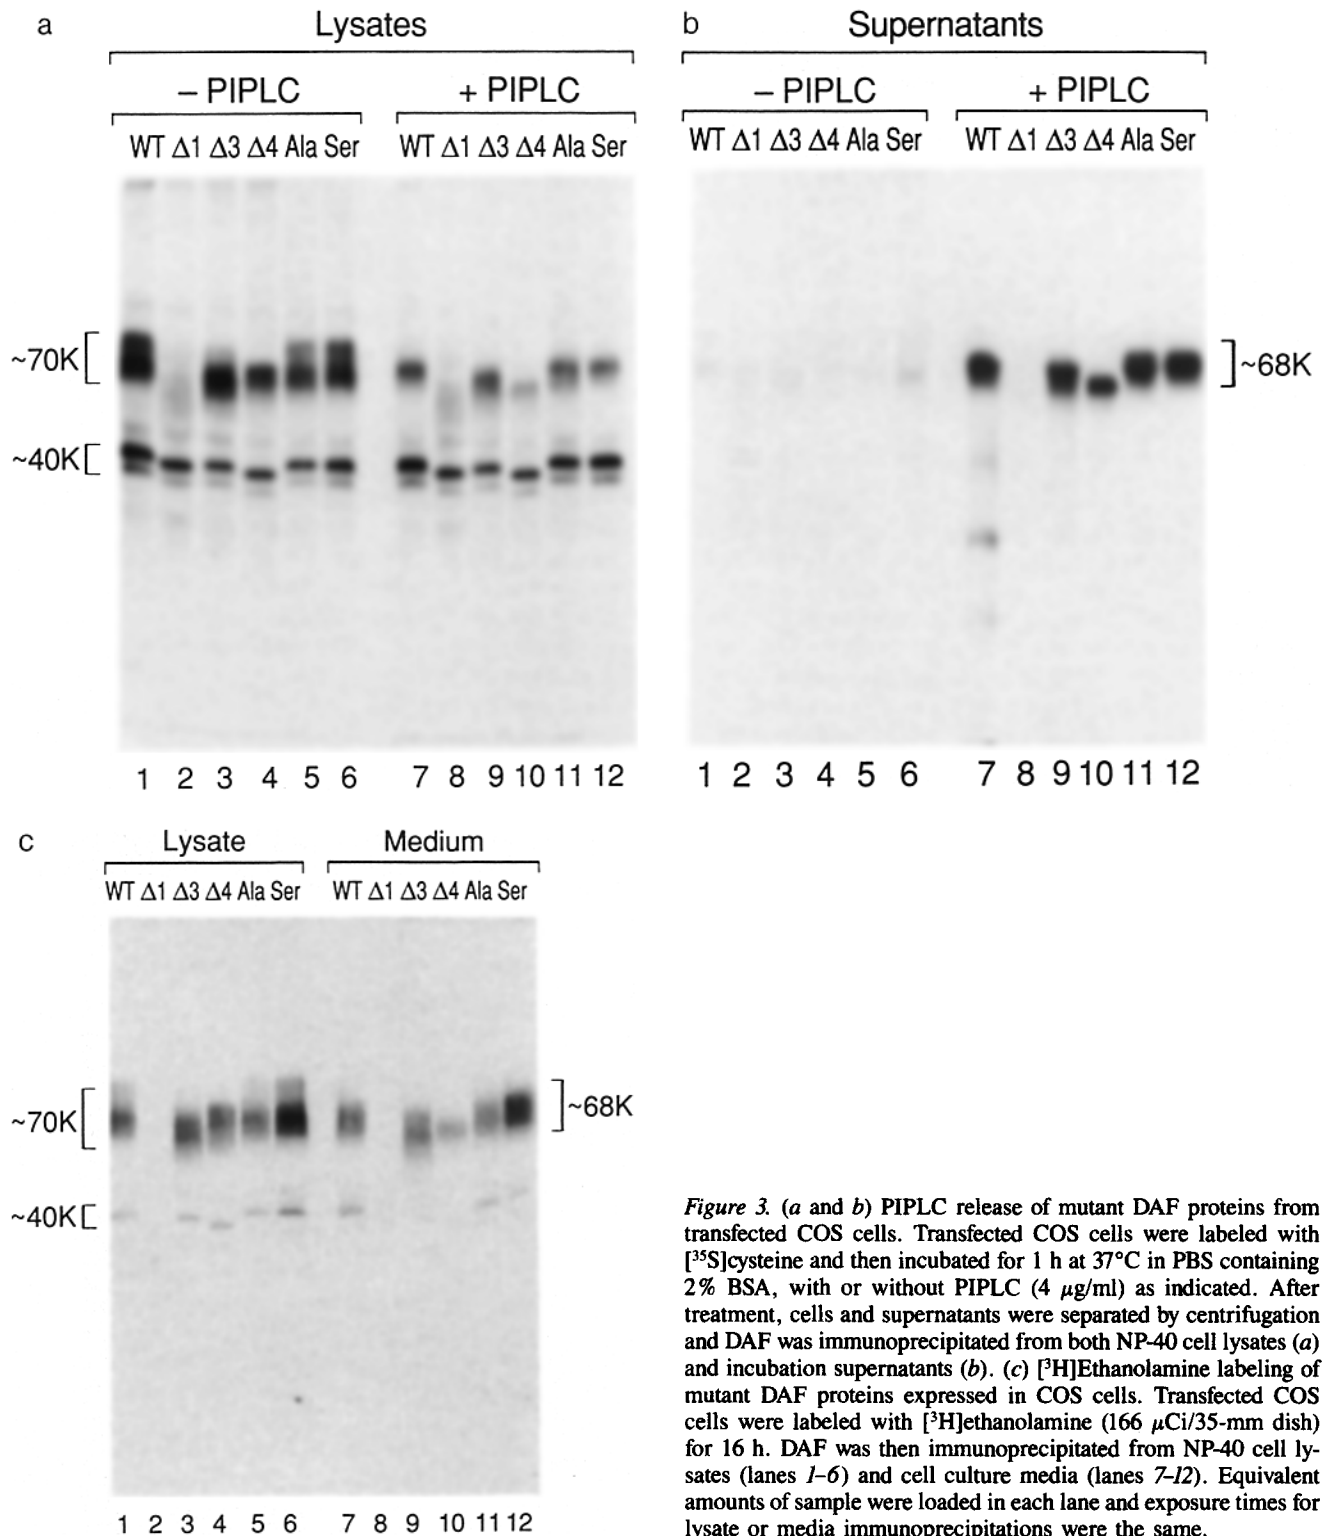 a
Lysates
– PIPLC + PIPLC
WT Δ1 Δ3 Δ4 Ala Ser WT Δ1 Δ3 Δ4 Ala Ser
~70K
~40K
1 2 3 4 5 6 7 8 9 10 11 12
b
Supernatants
– PIPLC + PIPLC
WT Δ1 Δ3 Δ4 Ala Ser WT Δ1 Δ3 Δ4 Ala Ser
~68K
1 2 3 4 5 6 7 8 9 10 11 12
c
Lysate Medium
WT Δ1 Δ3 Δ4 Ala Ser WT Δ1 Δ3 Δ4 Ala Ser
~70K
~68K
~40K
1 2 3 4 5 6 7 8 9 10 11 12
Figure 3. (a and b) PIPLC release of mutant DAF proteins from
transfected COS cells. Transfected COS cells were labeled with
[³⁵S]cysteine and then incubated for 1 h at 37°C in PBS containing
2% BSA, with or without PIPLC (4 μg/ml) as indicated. After
treatment, cells and supernatants were separated by centrifugation
and DAF was immunoprecipitated from both NP-40 cell lysates (a)
and incubation supernatants (b). (c) [³H]Ethanolamine labeling of
mutant DAF proteins expressed in COS cells. Transfected COS
cells were labeled with [³H]ethanolamine (166 μCi/35-mm dish)
for 16 h. DAF was then immunoprecipitated from NP-40 cell ly-
sates (lanes 1–6) and cell culture media (lanes 7–12). Equivalent
amounts of sample were loaded in each lane and exposure times for
lysate or media immunoprecipitations were the same.